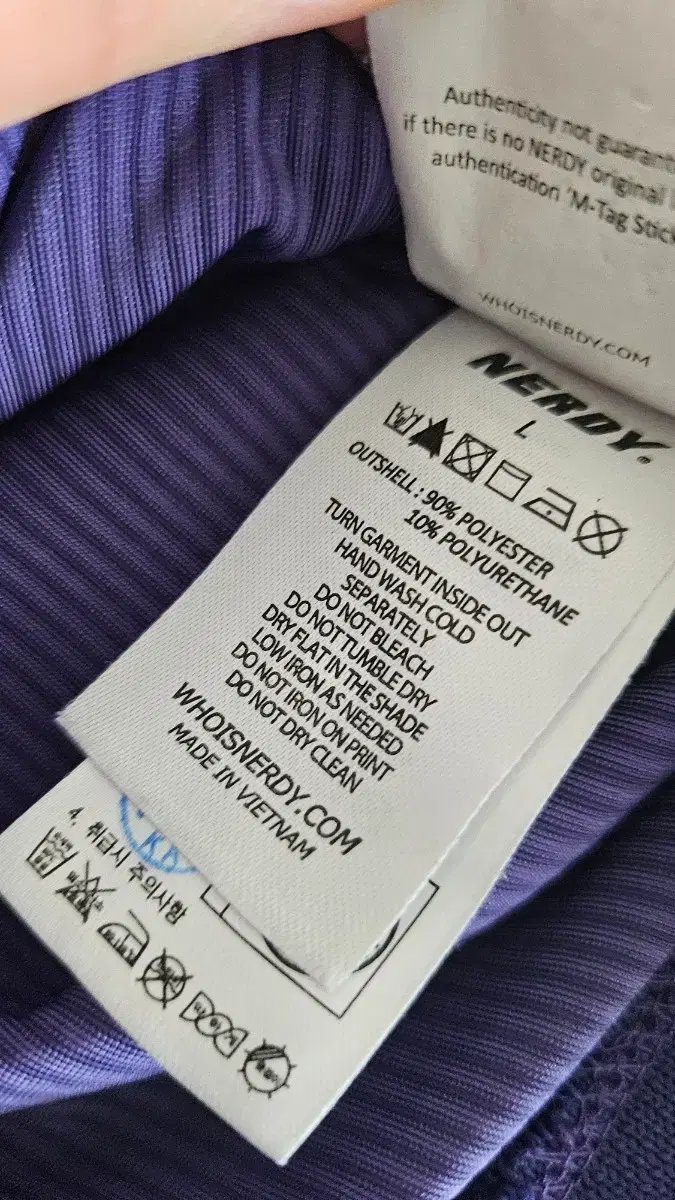 Authenticity not
if there is no NERDY original
authentication 'M-Tag
WHOISNERDY.COM
NERDY.
L
OUTSHELL : 90% POLYESTER
10% POLYURETHANE
TURN GARMENT INSIDE OUT
HAND WASH COLD
SEPARATELY
DO NOT BLEACH
DO NOT TUMBLE DRY
DRY FLAT IN THE SHADE
LOW IRON AS NEEDED
DO NOT IRON ON PRINT
DO NOT DRY CLEAN
WHOISNERDY.COM
MADE IN VIETNAM
4. 취급시 주의사항